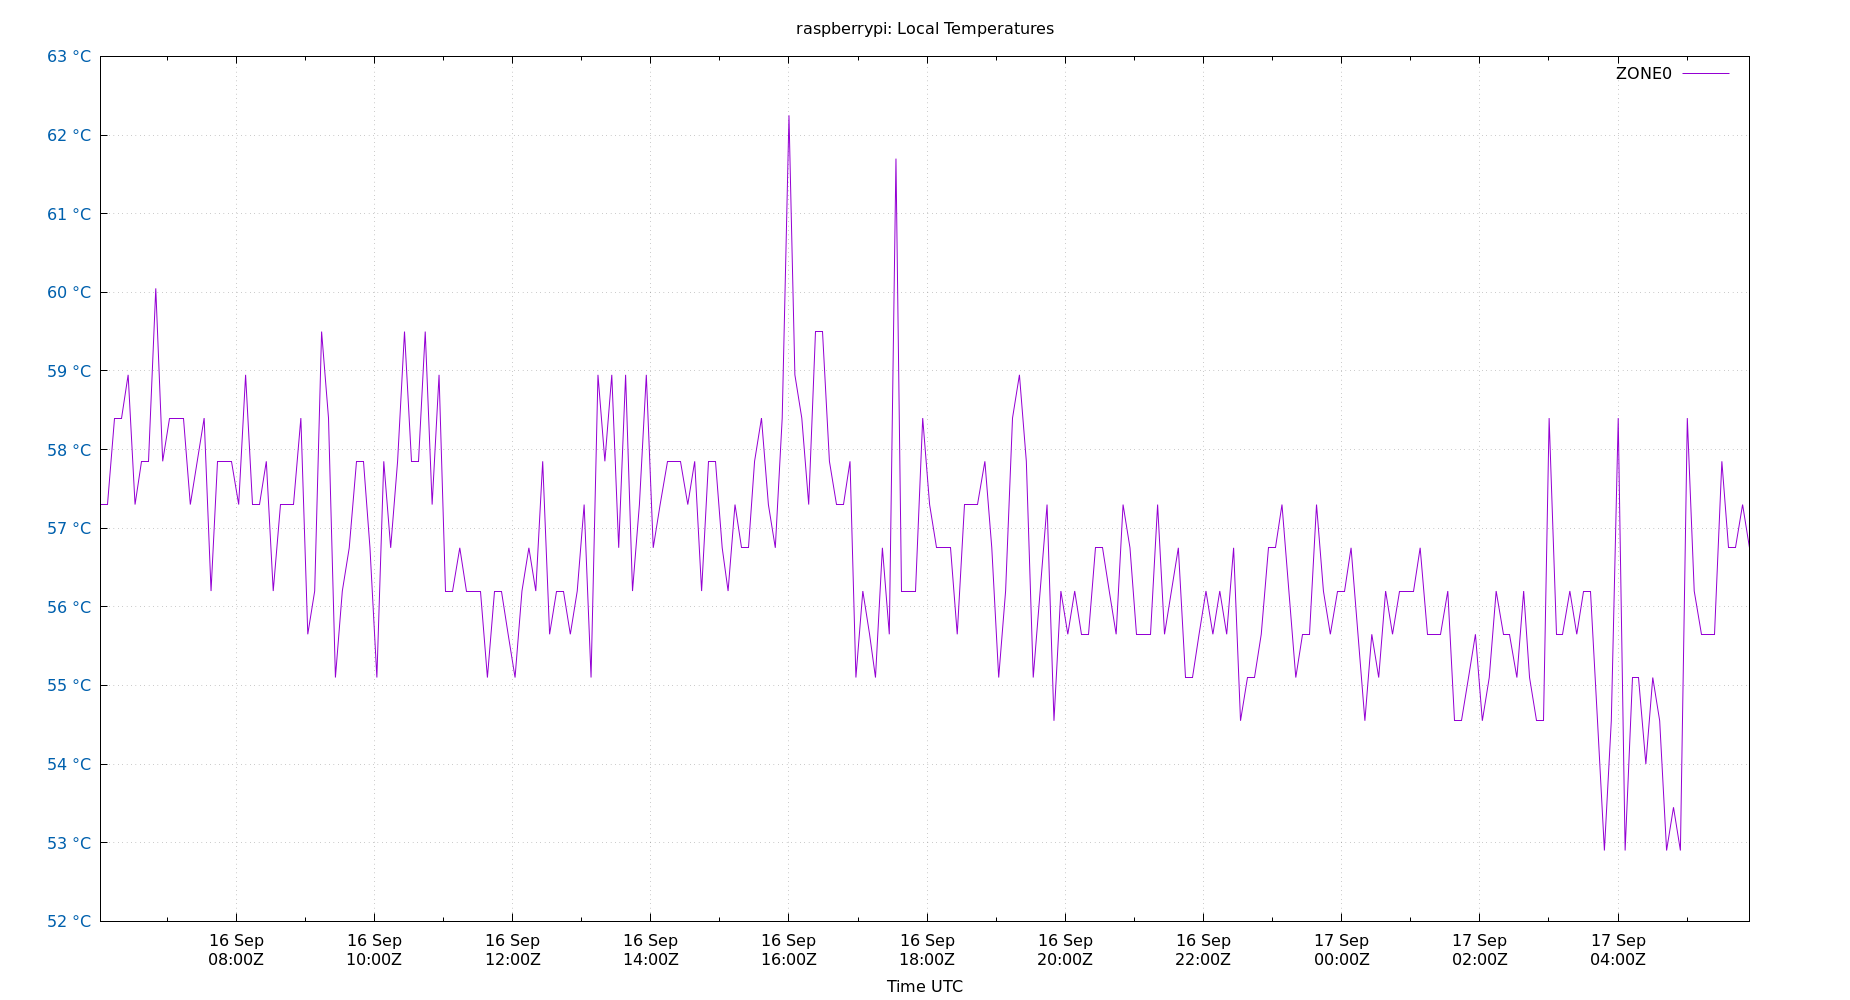 raspberrypi: Local Temperatures
63 °C
ZONE0
62 °C
61 °C
60 °C
59 °C
58 °C
57 °C
56 °C
55 °C
54 °C
53 °C
52 °C
16 Sep 16 Sep 16 Sep 16 Sep 16 Sep 16 Sep 16 Sep 16 Sep 17 Sep 17 Sep 17 Sep
08:00Z 10:00Z 12:00Z 14:00Z 16:00Z 18:00Z 20:00Z 22:00Z 00:00Z 02:00Z 04:00Z
Time UTC